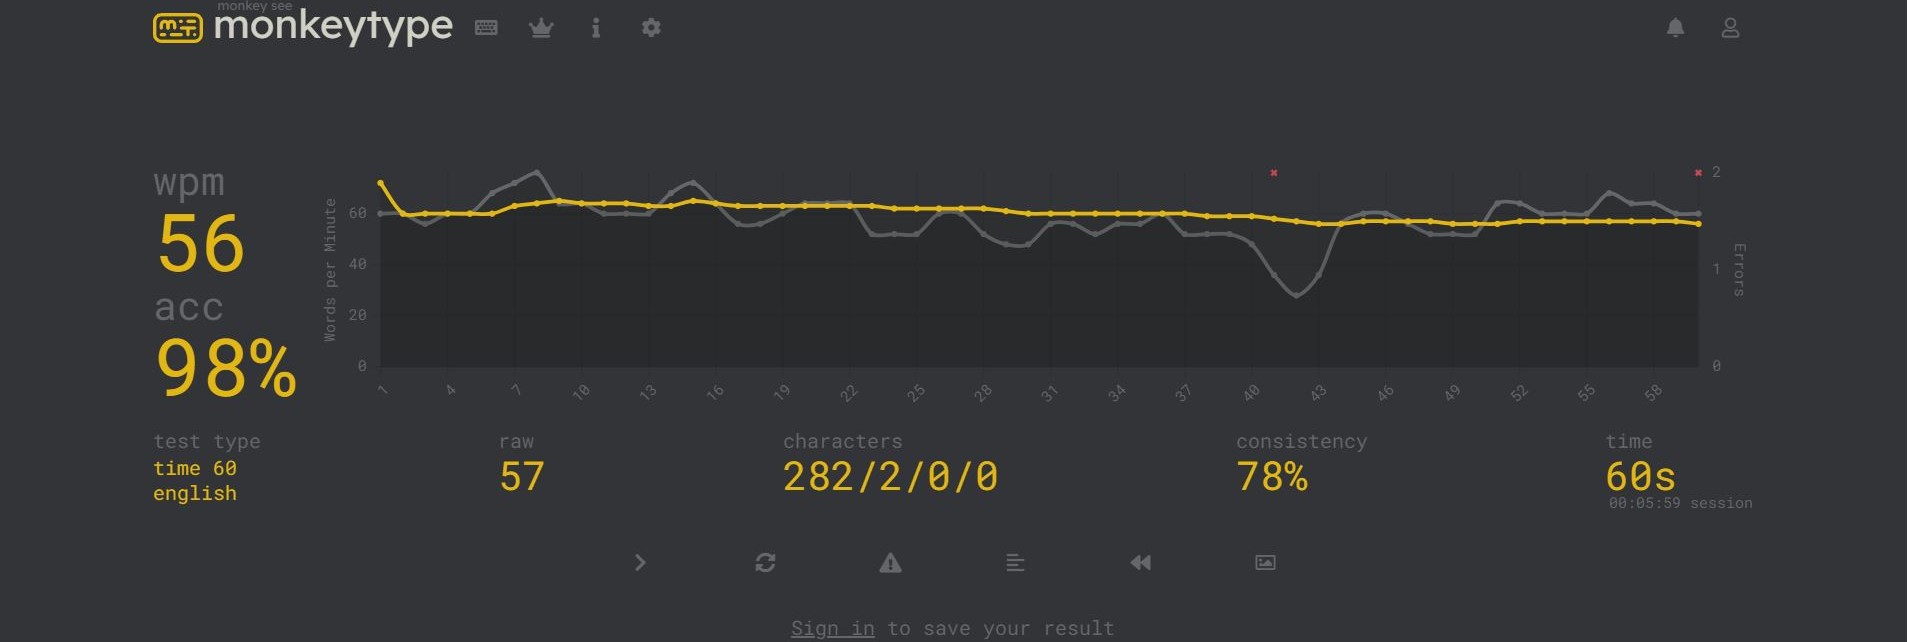 monkey see
monkeytype
wpm
56
acc
98%
Words per Minute
60
40
20
0
1 4 7 10 13 16 19 22 25 28 31 34 37 40 43 46 49 52 55 58
2
1
0
Errors
test type
time 60
english
raw
57
characters
282/2/0/0
consistency
78%
time
60s
00:05:59 session
Sign in to save your result